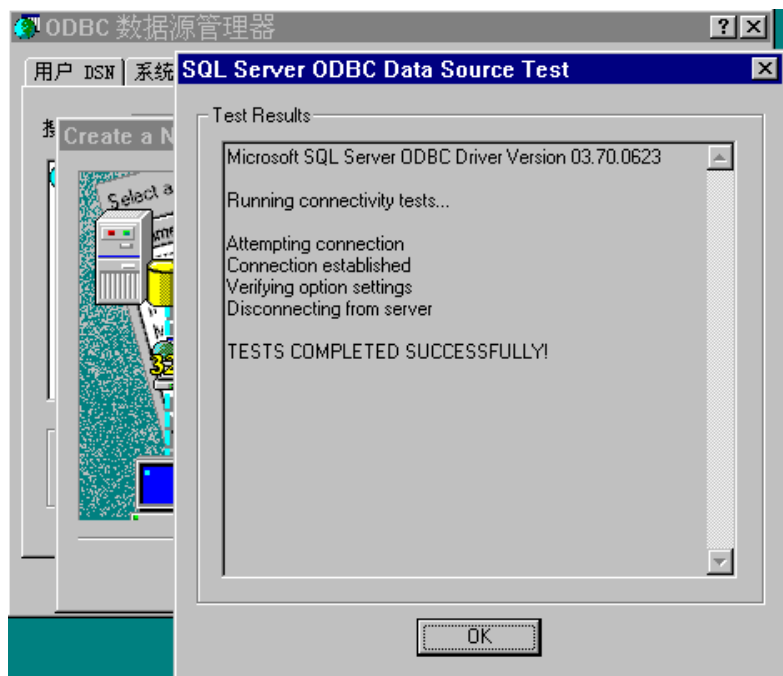 ODBC 数据源管理器
用户 DSN
系统
SQL Server ODBC Data Source Test
Create a N
Select a
Test Results
Microsoft SQL Server ODBC Driver Version 03.70.0623
Running connectivity tests...
Attempting connection
Connection established
Verifying option settings
Disconnecting from server
TESTS COMPLETED SUCCESSFULLY!
32
OK